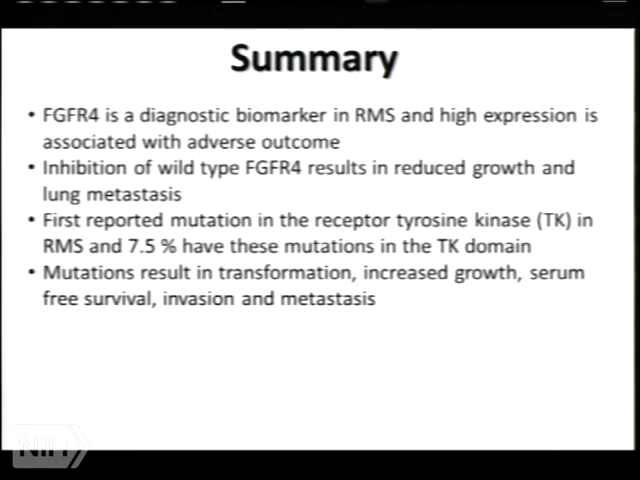 Summary
• FGFR4 is a diagnostic biomarker in RMS and high expression is
associated with adverse outcome
• Inhibition of wild type FGFR4 results in reduced growth and
lung metastasis
• First reported mutation in the receptor tyrosine kinase (TK) in
RMS and 7.5 % have these mutations in the TK domain
• Mutations result in transformation, increased growth, serum
free survival, invasion and metastasis
NIH